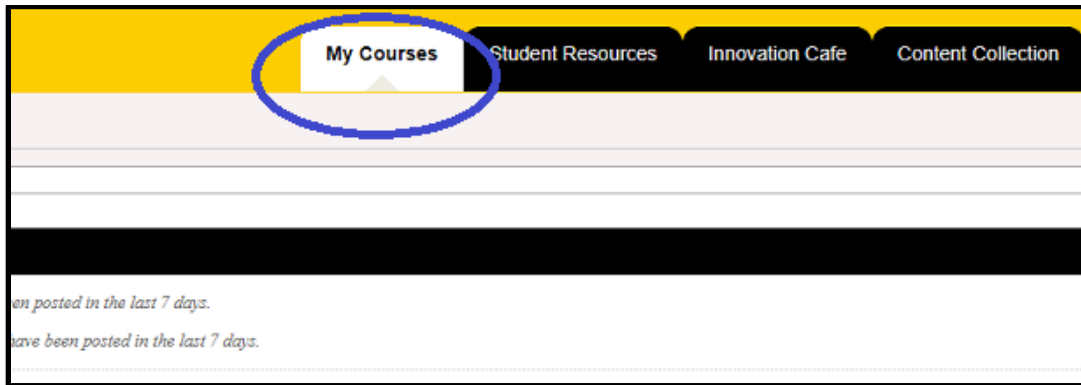 My Courses Student Resources Innovation Cafe Content Collection
en posted in the last 7 days.
have been posted in the last 7 days.